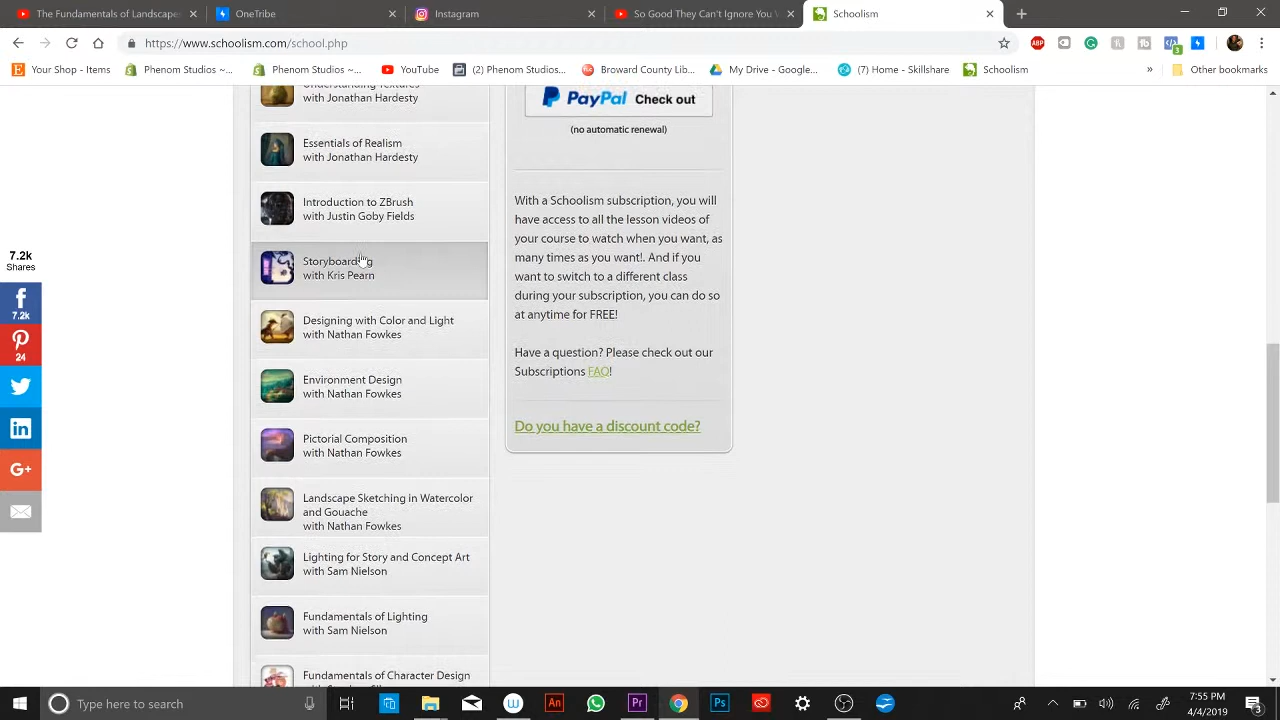 The Fundamentals of Landscape
OneTribe
Instagram
So Good They Can't Ignore You
Schoolism
https://www.schoolism.com/school.php
Your Shop - Items
Phenom Studios ~...
Phenom Studios ~...
YouTube
(2) Phenom Studios...
Broward County Lib...
My Drive - Google...
(7) Home - Skillshare
Schoolism
»
Other bookmarks
ABP
3
Understanding Textures
with Jonathan Hardesty
Essentials of Realism
with Jonathan Hardesty
Introduction to ZBrush
with Justin Goby Fields
Storyboarding
with Kris Pearn
Designing with Color and Light
with Nathan Fowkes
Environment Design
with Nathan Fowkes
Pictorial Composition
with Nathan Fowkes
Landscape Sketching in Watercolor
and Gouache
with Nathan Fowkes
Lighting for Story and Concept Art
with Sam Nielson
Fundamentals of Lighting
with Sam Nielson
Fundamentals of Character Design
PayPal Check out
(no automatic renewal)
With a Schoolism subscription, you will
have access to all the lesson videos of
your course to watch when you want, as
many times as you want!. And if you
want to switch to a different class
during your subscription, you can do so
at anytime for FREE!
Have a question? Please check out our
Subscriptions FAQ!
Do you have a discount code?
7.2k
Shares
7.2k
24
G+
Type here to search
An
Pr
Ps
7:55 PM
4/4/2019
3